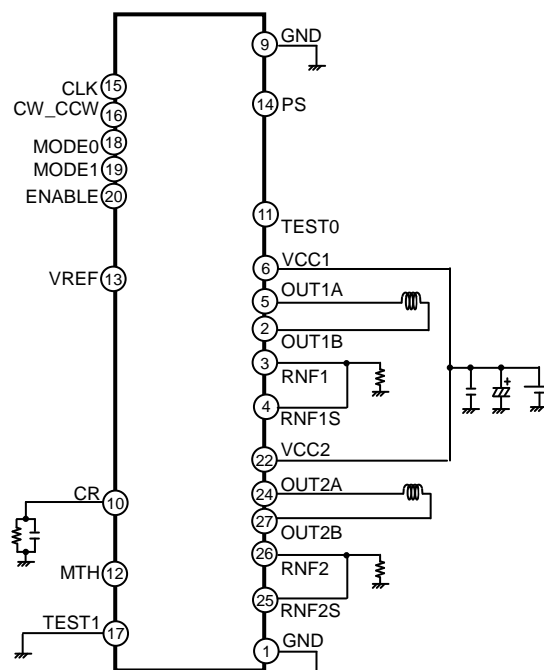 9
GND
15
CLK
14
PS
CW_CCW
16
MODE0
18
MODE1
19
ENABLE
20
11
TEST0
6
VCC1
VREF
13
5
OUT1A
2
OUT1B
3
RNF1
4
RNF1S
+
22
VCC2
CR
10
24
OUT2A
27
OUT2B
26
RNF2
MTH
12
25
RNF2S
TEST1
17
1
GND